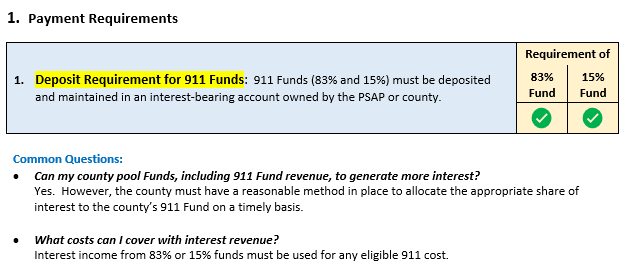 1. Payment Requirements
Requirement of
1. Deposit Requirement for 911 Funds: 911 Funds (83% and 15%) must be deposited
and maintained in an interest-bearing account owned by the PSAP or county.
83% 15%
Fund Fund
Common Questions:
• Can my county pool Funds, including 911 Fund revenue, to generate more interest?
Yes. However, the county must have a reasonable method in place to allocate the appropriate share of
interest to the county's 911 Fund on a timely basis.
• What costs can I cover with interest revenue?
Interest income from 83% or 15% funds must be used for any eligible 911 cost.